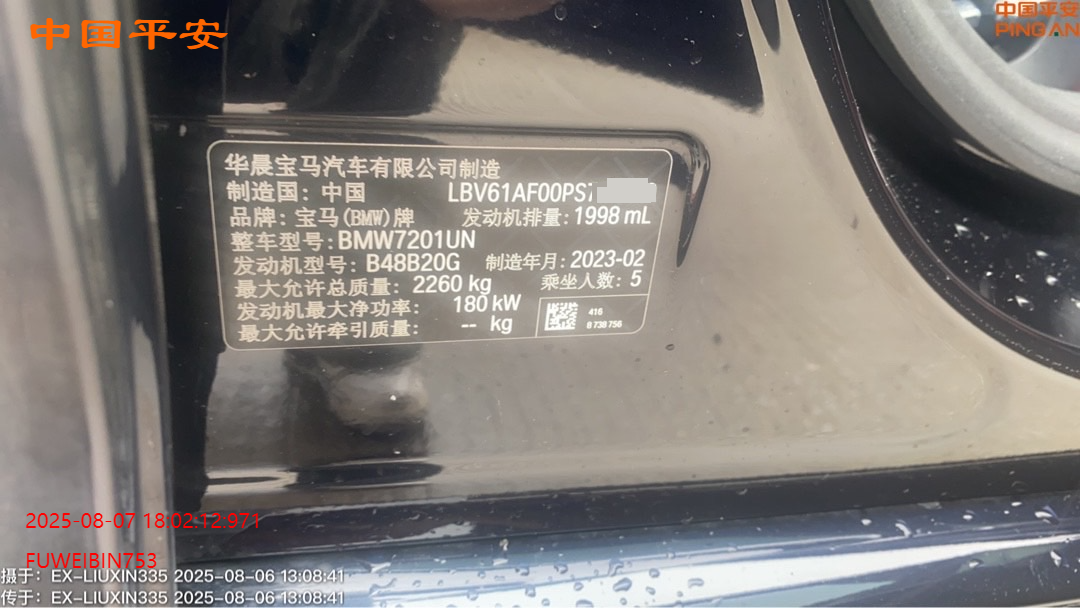 中国平安
中国平安
PING AN
华晨宝马汽车有限公司制造
制造国：中国 LBV61AF00PS
品牌：宝马(BMW)牌 发动机排量：1998 mL
整车型号：BMW7201UN
发动机型号：B48B20G 制造年月：2023-02
最大允许总质量：2260 kg 乘坐人数：5
发动机最大净功率：180 kW
最大允许牵引质量：-- kg
416
8 738 756
2025-08-07 18:02:12:971
FUWEIBIN753
摄于：EX-LIUXIN335 2025-08-06 13:08:41
传于：EX-LIUXIN335 2025-08-06 13:08:41
中国平安
PING AN